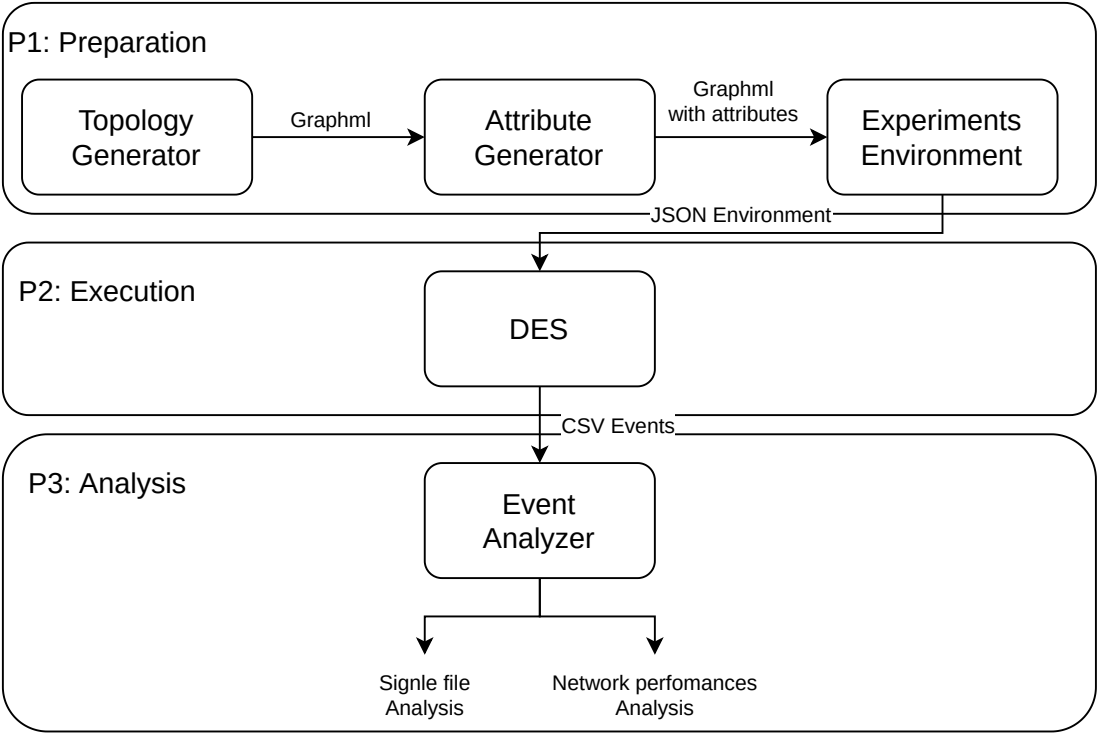 P1: Preparation
Topology
Generator
Graphml
Attribute
Generator
Graphml
with attributes
Experiments
Environment
JSON Environment
P2: Execution
DES
CSV Events
P3: Analysis
Event
Analyzer
Signle file
Analysis
Network perfomances
Analysis